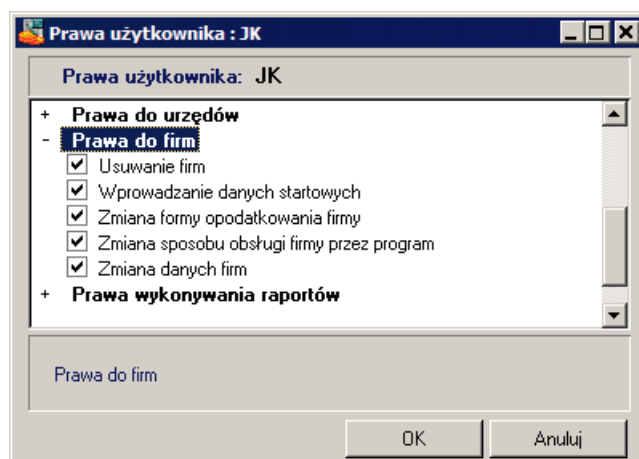 Prawa użytkownika : JK
Prawa użytkownika: JK
+ Prawa do urzędów
- Prawa do firm
Usuwanie firm
Wprowadzanie danych startowych
Zmiana formy opodatkowania firmy
Zmiana sposobu obsługi firmy przez program
Zmiana danych firm
+ Prawa wykonywania raportów
Prawa do firm
OK Anuluj